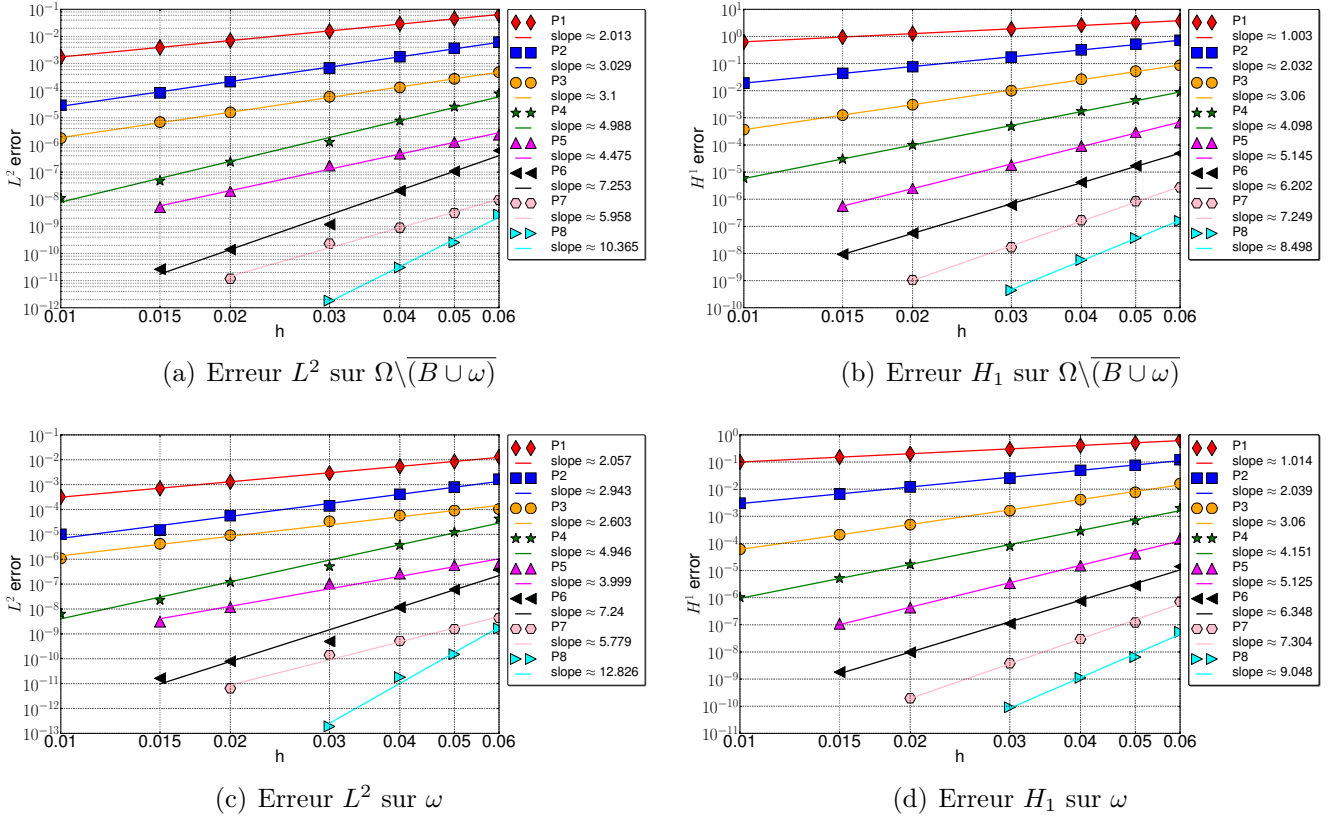 10⁻¹
10⁻²
10⁻³
10⁻⁴
10⁻⁵
10⁻⁶
10⁻⁷
10⁻⁸
10⁻⁹
10⁻¹⁰
10⁻¹¹
10⁻¹²
L² error
0.01 0.015 0.02 0.03 0.04 0.05 0.06
h
P1
slope ≈ 2.013
P2
slope ≈ 3.029
P3
slope ≈ 3.1
P4
slope ≈ 4.988
P5
slope ≈ 4.475
P6
slope ≈ 7.253
P7
slope ≈ 5.958
P8
slope ≈ 10.365
(a) Erreur L² sur Ω\(B ∪ ω)
10¹
10⁰
10⁻¹
10⁻²
10⁻³
10⁻⁴
10⁻⁵
10⁻⁶
10⁻⁷
10⁻⁸
10⁻⁹
10⁻¹⁰
H¹ error
0.01 0.015 0.02 0.03 0.04 0.05 0.06
h
P1
slope ≈ 1.003
P2
slope ≈ 2.032
P3
slope ≈ 3.06
P4
slope ≈ 4.098
P5
slope ≈ 5.145
P6
slope ≈ 6.202
P7
slope ≈ 7.249
P8
slope ≈ 8.498
(b) Erreur H₁ sur Ω\(B ∪ ω)
10⁻¹
10⁻²
10⁻³
10⁻⁴
10⁻⁵
10⁻⁶
10⁻⁷
10⁻⁸
10⁻⁹
10⁻¹⁰
10⁻¹¹
10⁻¹²
10⁻¹³
L² error
0.01 0.015 0.02 0.03 0.04 0.05 0.06
h
P1
slope ≈ 2.057
P2
slope ≈ 2.943
P3
slope ≈ 2.603
P4
slope ≈ 4.946
P5
slope ≈ 3.999
P6
slope ≈ 7.24
P7
slope ≈ 5.779
P8
slope ≈ 12.826
(c) Erreur L² sur ω
10⁰
10⁻¹
10⁻²
10⁻³
10⁻⁴
10⁻⁵
10⁻⁶
10⁻⁷
10⁻⁸
10⁻⁹
10⁻¹⁰
10⁻¹¹
H¹ error
0.01 0.015 0.02 0.03 0.04 0.05 0.06
h
P1
slope ≈ 1.014
P2
slope ≈ 2.039
P3
slope ≈ 3.06
P4
slope ≈ 4.151
P5
slope ≈ 5.125
P6
slope ≈ 6.348
P7
slope ≈ 7.304
P8
slope ≈ 9.048
(d) Erreur H₁ sur ω